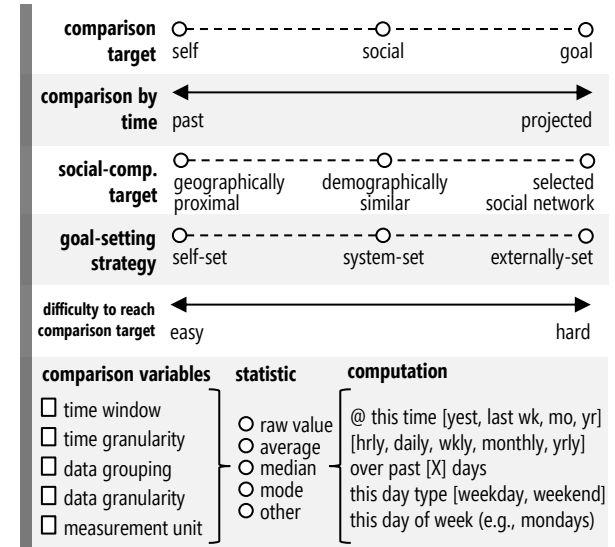 comparison
target
self social goal
comparison by
time
past projected
social-comp.
target
geographically
proximal
demographically
similar
selected
social network
goal-setting
strategy
self-set system-set externally-set
difficulty to reach
comparison target
easy hard
comparison variables
time window
time granularity
data grouping
data granularity
measurement unit
statistic
raw value
average
median
mode
other
computation
@ this time [yest, last wk, mo, yr]
[hrly, daily, wkly, monthly, yrly]
over past [X] days
this day type [weekday, weekend]
this day of week (e.g., mondays)